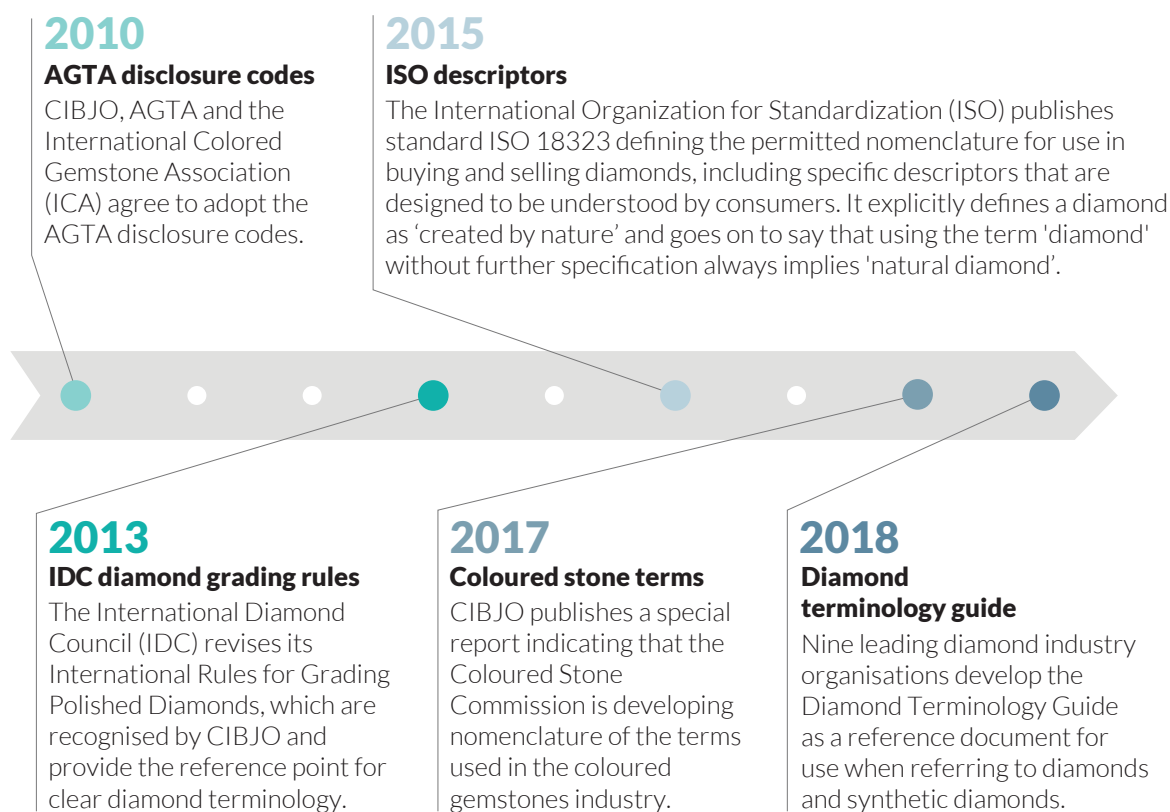 2010
AGTA disclosure codes
CIBJO, AGTA and the
International Colored
Gemstone Association
(ICA) agree to adopt the
AGTA disclosure codes.
2015
ISO descriptors
The International Organization for Standardization (ISO) publishes
standard ISO 18323 defining the permitted nomenclature for use in
buying and selling diamonds, including specific descriptors that are
designed to be understood by consumers. It explicitly defines a diamond
as ‘created by nature’ and goes on to say that using the term 'diamond'
without further specification always implies 'natural diamond’.
2013
IDC diamond grading rules
The International Diamond
Council (IDC) revises its
International Rules for Grading
Polished Diamonds, which are
recognised by CIBJO and
provide the reference point for
clear diamond terminology.
2017
Coloured stone terms
CIBJO publishes a special
report indicating that the
Coloured Stone
Commission is developing
nomenclature of the terms
used in the coloured
gemstones industry.
2018
Diamond
terminology guide
Nine leading diamond industry
organisations develop the
Diamond Terminology Guide
as a reference document for
use when referring to diamonds
and synthetic diamonds.